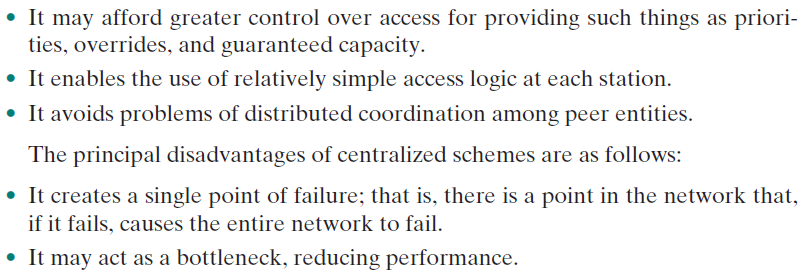 • It may afford greater control over access for providing such things as priori-
ties, overrides, and guaranteed capacity.
• It enables the use of relatively simple access logic at each station.
• It avoids problems of distributed coordination among peer entities.
The principal disadvantages of centralized schemes are as follows:
• It creates a single point of failure; that is, there is a point in the network that,
if it fails, causes the entire network to fail.
• It may act as a bottleneck, reducing performance.